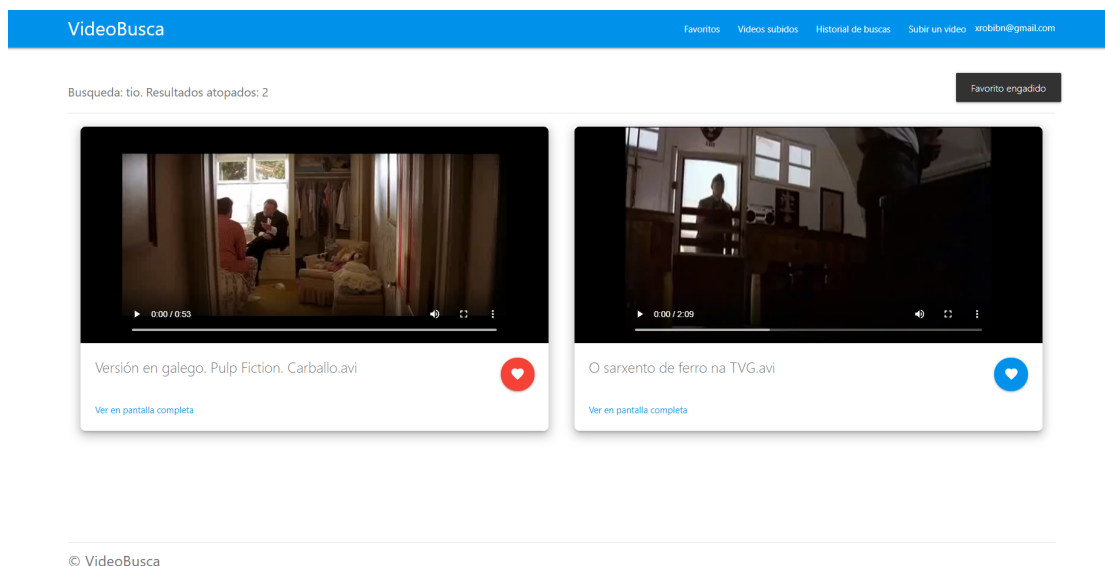 VideoBusca
Favoritos Videos subidos Historial de buscas Subir un video xrobibn@gmail.com
Busqueda: tio. Resultados atopados: 2
Favorito engadido
0:00 / 0:53
0:00 / 2:09
Versión en galego. Pulp Fiction. Carballo.avi
O sarxento de ferro na TVG.avi
Ver en pantalla completa
Ver en pantalla completa
© VideoBusca